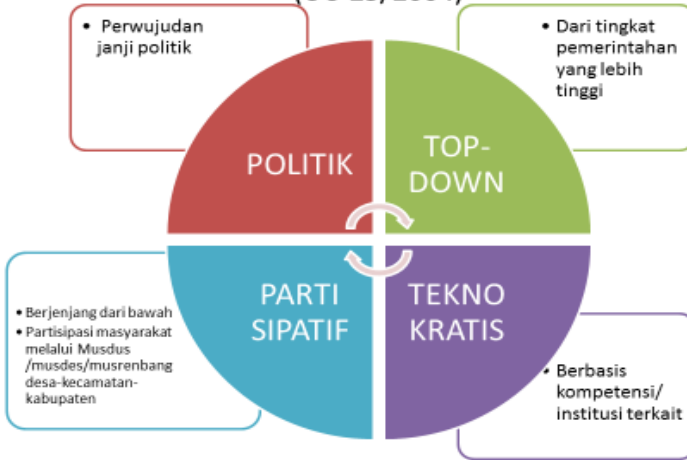 • Perwujudan
janji politik
• Dari tingkat
pemerintahan
yang lebih
tinggi
POLITIK
TOP-
DOWN
PARTI
SIPATIF
TEKNO
KRATIS
• Berjenjang dari bawah
• Partisipasi masyarakat
melalui Musdus
/musdes/musrenbang
desa-kecamatan-
kabupaten
• Berbasis
kompetensi/
institusi terkait